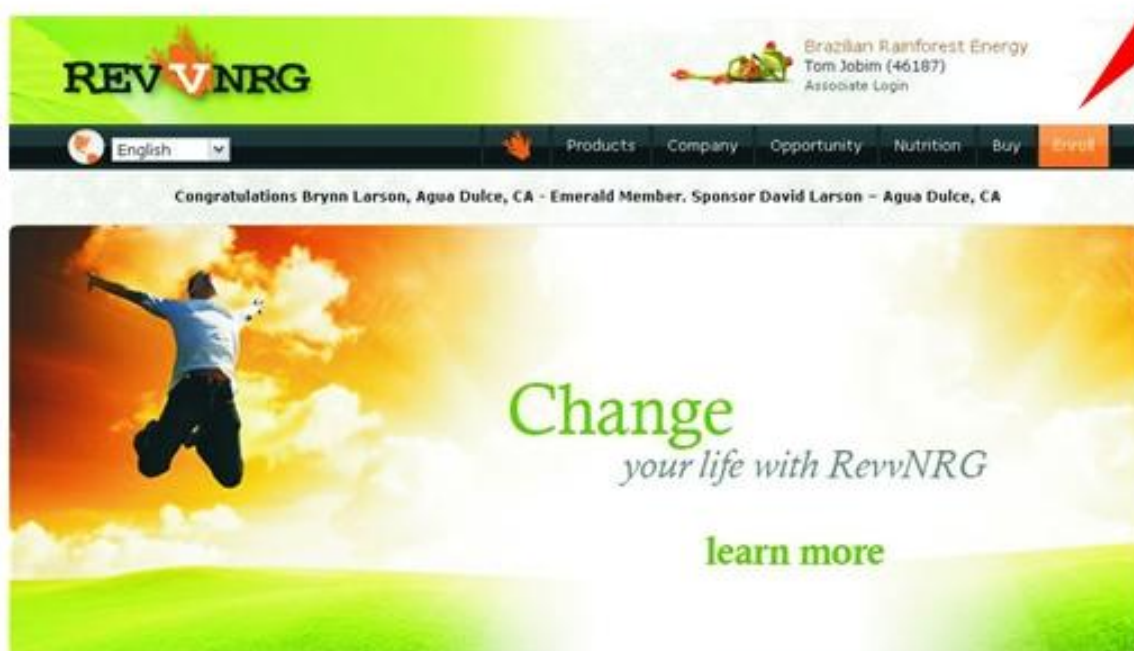 REVVNRG
Brazilian Rainforest Energy
Tom Jobim (46187)
Associate Login
English
Products Company Opportunity Nutrition Buy Enroll
Congratulations Brynn Larson, Agua Dulce, CA - Emerald Member. Sponsor David Larson – Agua Dulce, CA
Change
your life with RevvNRG
learn more